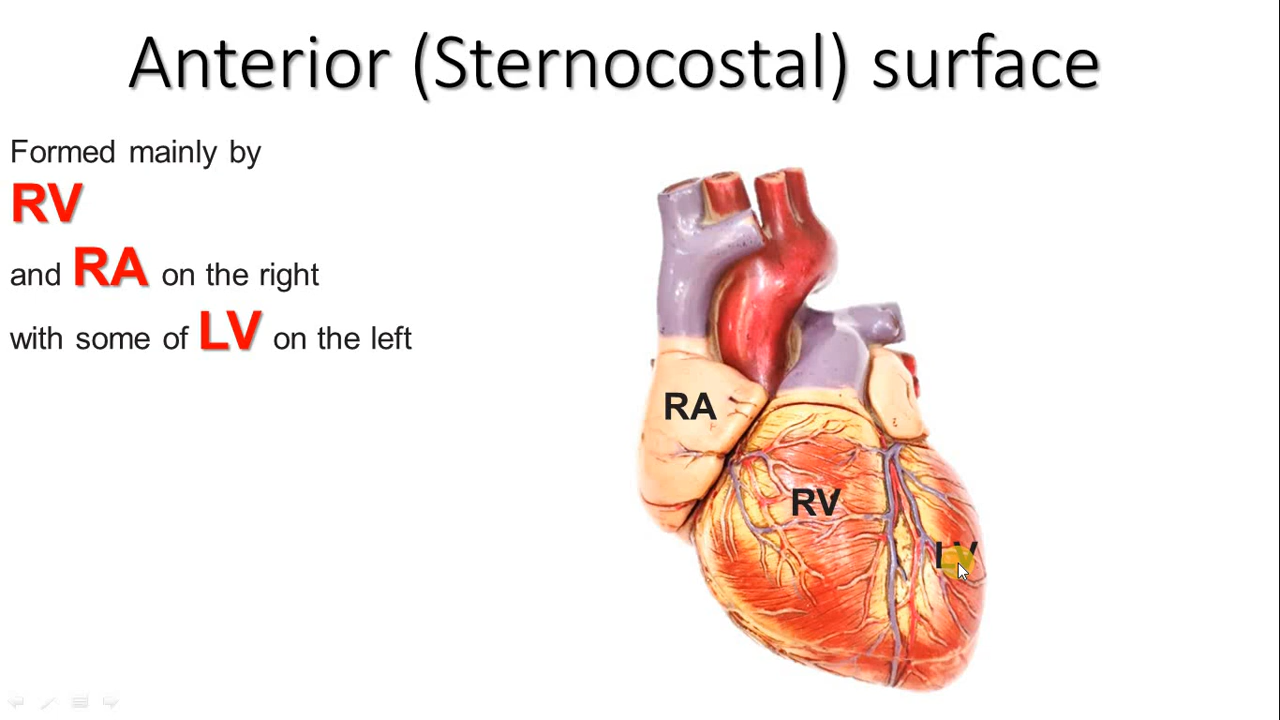 Anterior (Sternocostal) surface
Formed mainly by
RV
and RA on the right
with some of LV on the left
RA
RV
LV